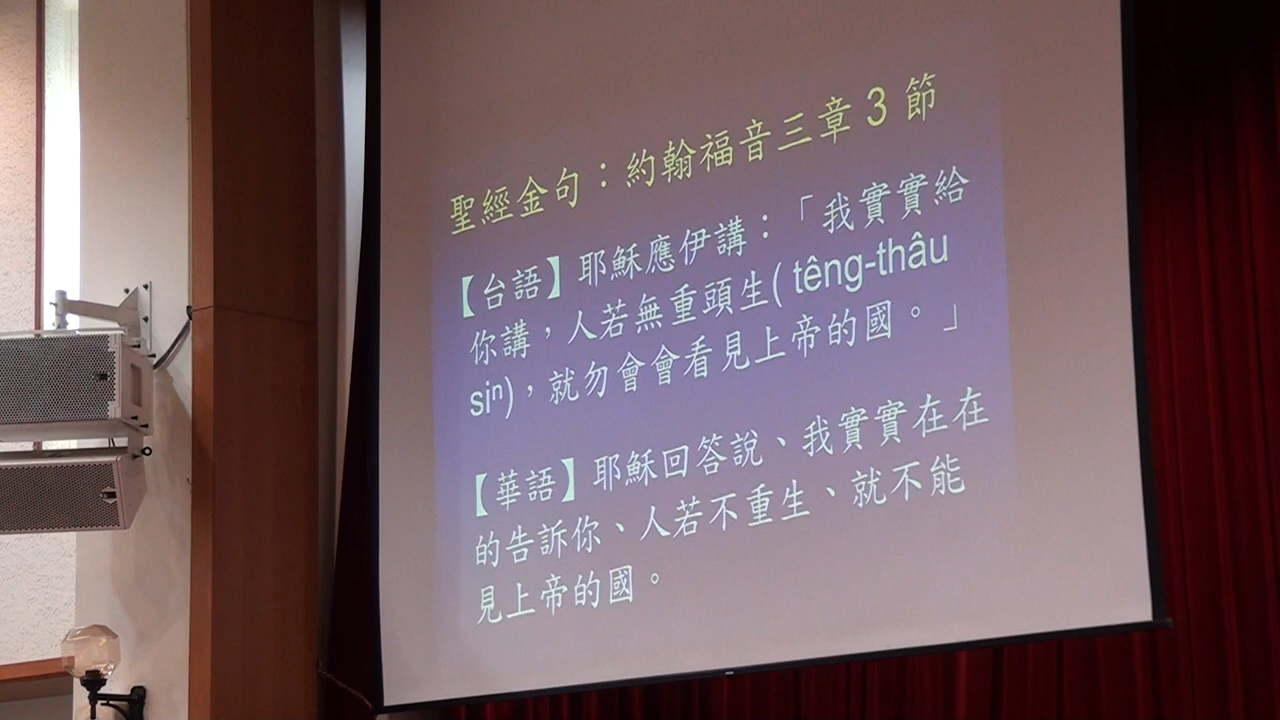 聖經金句：約翰福音三章 3 節
【台語】耶穌應伊講：「我實實給
你講，人若無重頭生( têng-thâu
siⁿ)，就勿會會看見上帝的國。」
【華語】耶穌回答說、我實實在在
的告訴你、人若不重生、就不能
見上帝的國。